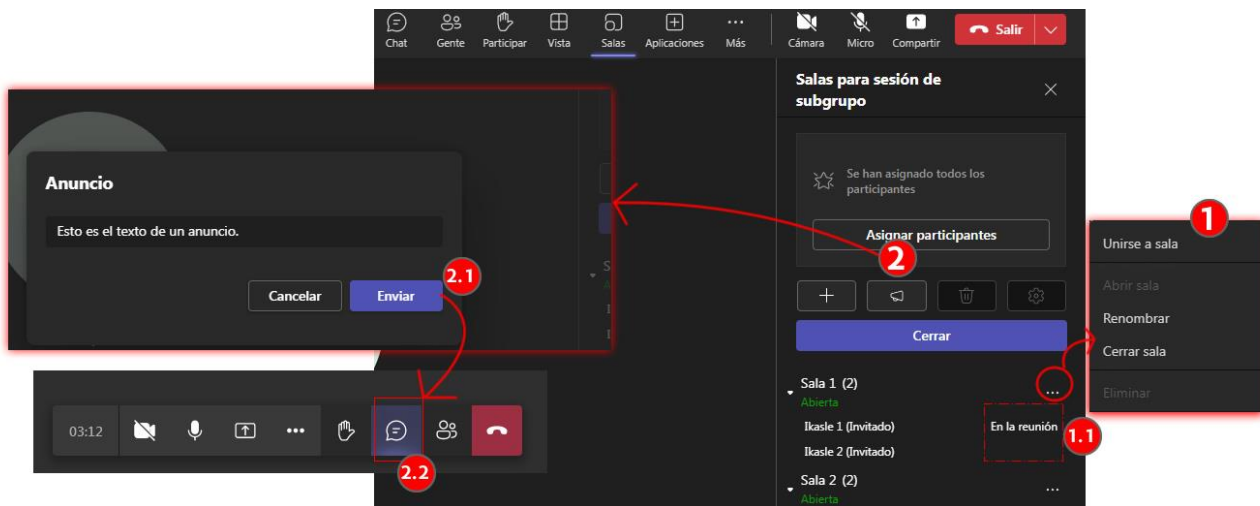 Chat Gente Participar Vista Salas Aplicaciones Más Cámara Micro Compartir Salir
Salas para sesión de
subgrupo
Se han asignado todos los
participantes
Asignar participantes
2
Cerrar
Sala 1 (2)
Abierta
Ikasle 1 (Invitado) En la reunión
Ikasle 2 (Invitado)
1.1
Sala 2 (2)
Abierta
1
Unirse a sala
Abrir sala
Renombrar
Cerrar sala
Eliminar
Anuncio
Esto es el texto de un anuncio.
Cancelar Enviar
2.1
03:12
2.2